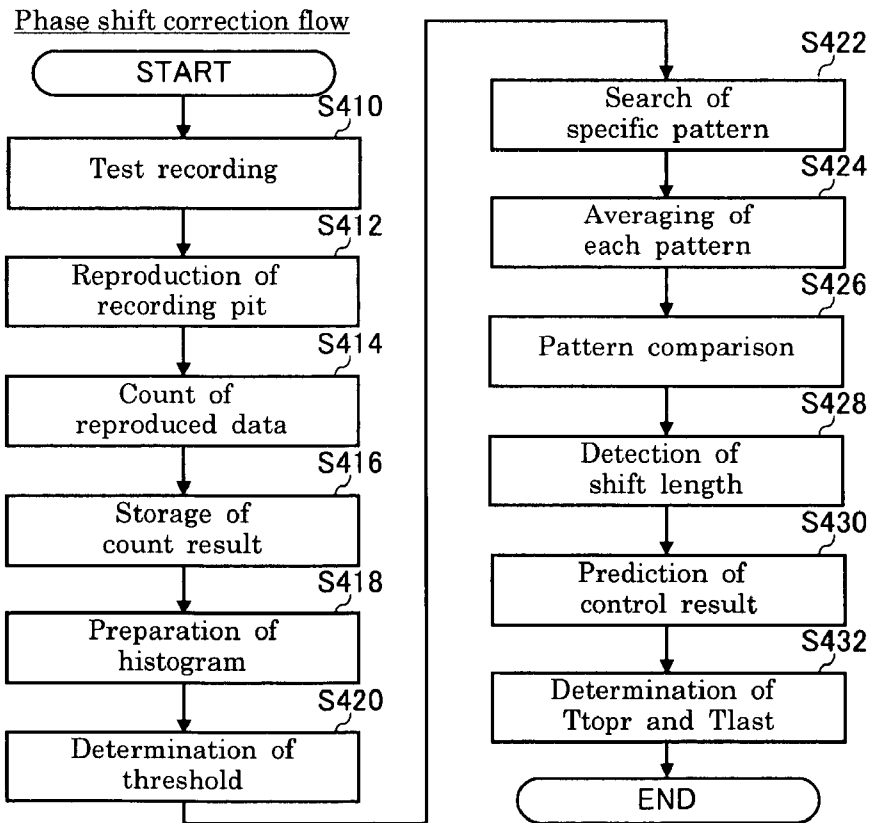 Phase shift correction flow
START
S410
Test recording
S412
Reproduction of
recording pit
S414
Count of
reproduced data
S416
Storage of
count result
S418
Preparation of
histogram
S420
Determination of
threshold
S422
Search of
specific pattern
S424
Averaging of
each pattern
S426
Pattern comparison
S428
Detection of
shift length
S430
Prediction of
control result
S432
Determination of
Ttopr and Tlast
END